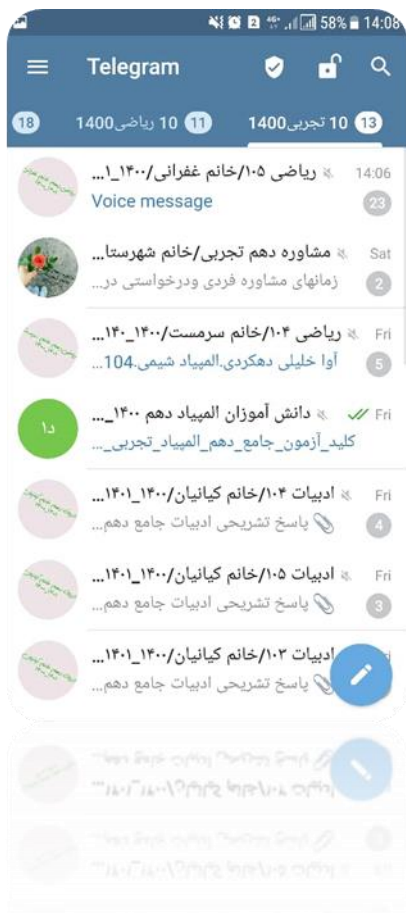 58% 14:08
Telegram
13 10 تجربی1400 11 10 ریاضی1400 18
ریاضی ۱۰۵/خانم غفرانی/۱۴۰۰_۱... 14:06
Voice message 23
مشاوره دهم تجربی/خانم شهرستا... Sat
زمانهای مشاوره فردی ودرخواستی در... 2
ریاضی ۱۰۴/خانم سرمست/۱۴۰۰_۱۴۰... Fri
آوا خلیلی دهکردی.المپیاد شیمی.104... 5
دا
دانش آموزان المپیاد دهم ۱۴۰۰_... Fri
کلید_آزمون_جامع_دهم_المپیاد_تجربی_...
ادبیات ۱۰۴/خانم کیانیان/۱۴۰۰_۱۴۰۱... Fri
پاسخ تشریحی ادبیات جامع دهم... 4
ادبیات ۱۰۵/خانم کیانیان/۱۴۰۰_۱۴۰۱... Fri
پاسخ تشریحی ادبیات جامع دهم... 3
ادبیات ۱۰۳/خانم کیانیان/۱۴۰۰_۱۴۰۱...
پاسخ تشریحی ادبیات جامع دهم...